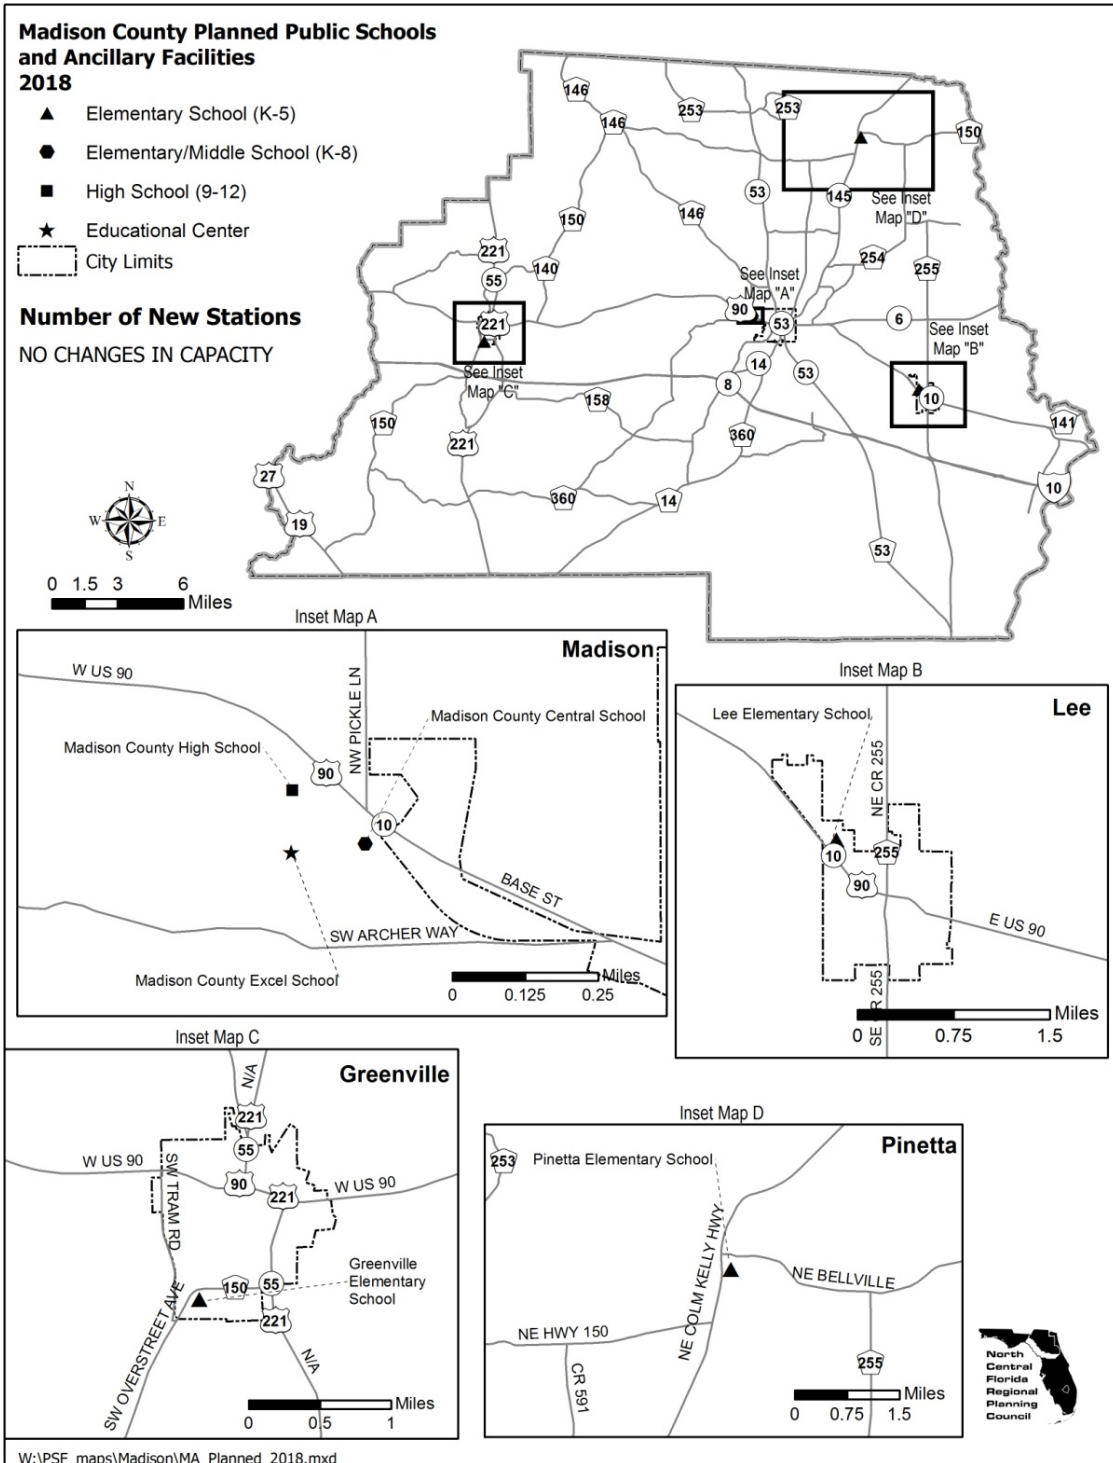 Madison County Planned Public Schools
and Ancillary Facilities
2018
Elementary School (K-5)
Elementary/Middle School (K-8)
High School (9-12)
Educational Center
City Limits
Number of New Stations
NO CHANGES IN CAPACITY
N
W E
S
0 1.5 3 6
Miles
146
253
253
150
146
53
145
See Inset
Map "D"
150
146
221
254
140
255
55
See Inset
Map "A"
90
221
53
6
See Inset
Map "B"
See Inset
Map "C"
14
53
8
158
10
150
141
221
360
27
10
360
14
19
53
Inset Map A
Madison
W US 90
NW PICKLE LN
Madison County Central School
Madison County High School
90
10
BASE ST
SW ARCHER WAY
Madison County Excel School
Miles
0 0.125 0.25
Inset Map B
Lee
Lee Elementary School
NE CR 255
10
255
90
E US 90
SE CR 255
Miles
0 0.75 1.5
Inset Map C
Greenville
N/A
221
55
W US 90
SW TRAM RD
90
221
W US 90
Greenville
Elementary
School
150
55
221
SW OVERSTREET AVE
N/A
Miles
0 0.5 1
Inset Map D
Pinetta
253
Pinetta Elementary School
NE COLM KELLY HWY
NE BELLVILLE
NE HWY 150
CR 591
255
Miles
0 0.75 1.5
North
Central
Florida
Regional
Planning
Council
W:\PSF_maps\Madison\MA_Planned_2018.mxd